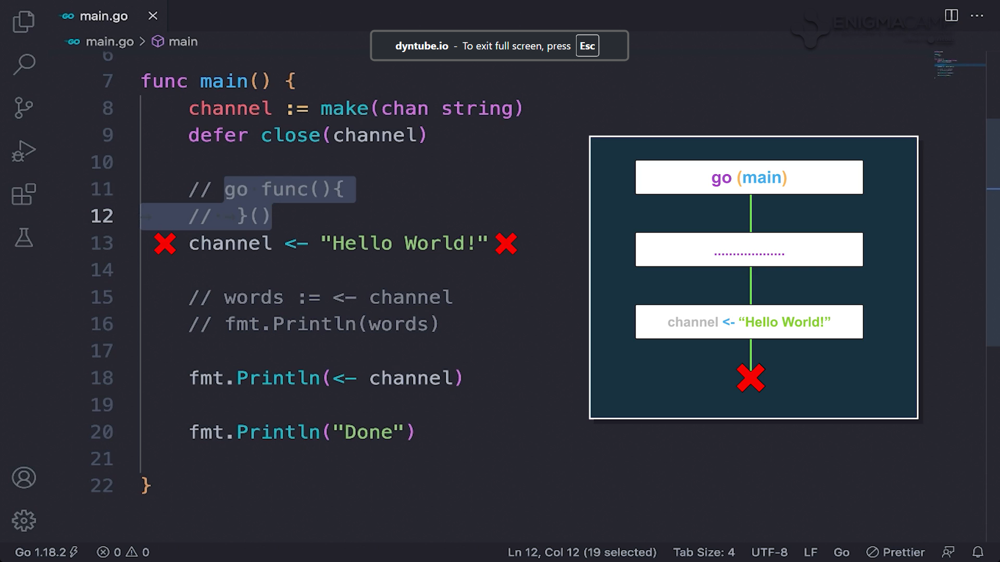 main.go
main.go > main
dyntube.io - To exit full screen, press Esc
ENIGMACAMP
6
7 func main() {
8 channel := make(chan string)
9 defer close(channel)
10
11 // go func(){
12 // }()
13 channel <- "Hello World!"
14
15 // words := <- channel
16 // fmt.Println(words)
17
18 fmt.Println(<- channel)
19
20 fmt.Println("Done")
21
22 }
go (main)
...................
channel <- “Hello World!”
Go 1.18.2 0 0 Ln 12, Col 12 (19 selected) Tab Size: 4 UTF-8 LF Go Prettier